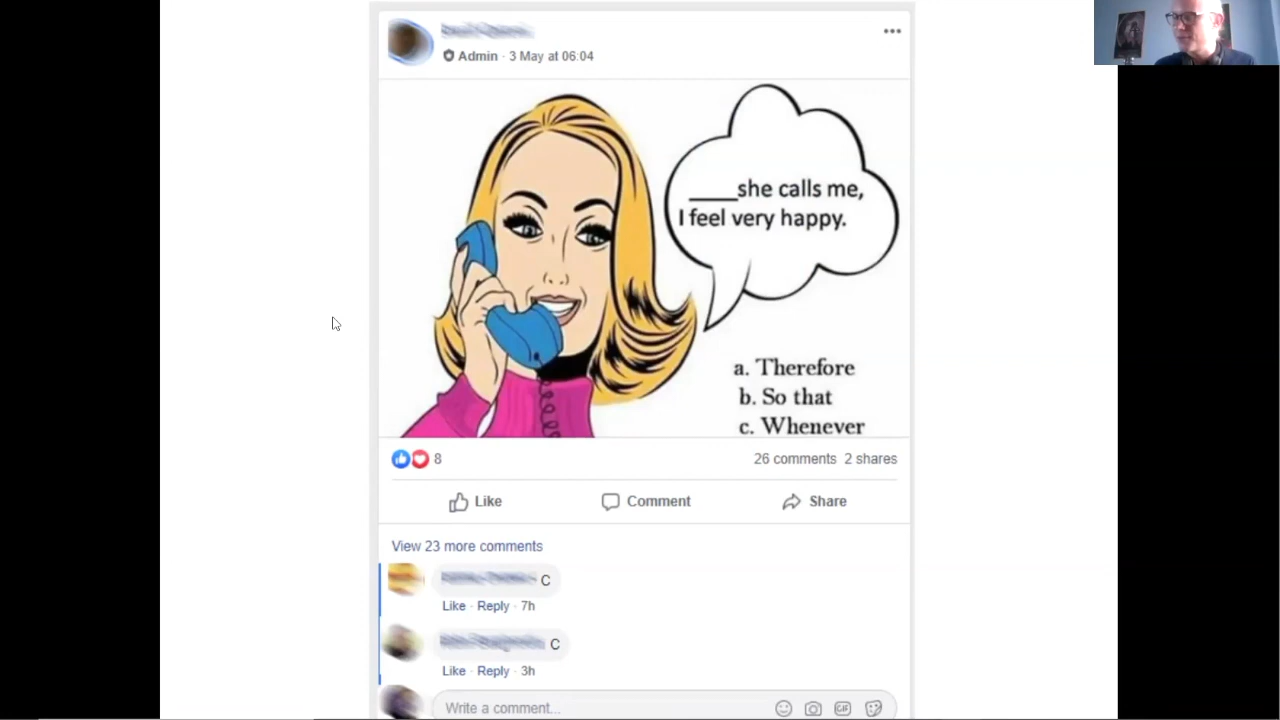 Admin · 3 May at 06:04
____she calls me,
I feel very happy.
a. Therefore
b. So that
c. Whenever
8
26 comments 2 shares
Like Comment Share
View 23 more comments
C
Like · Reply · 7h
C
Like · Reply · 3h
Write a comment...
GIF